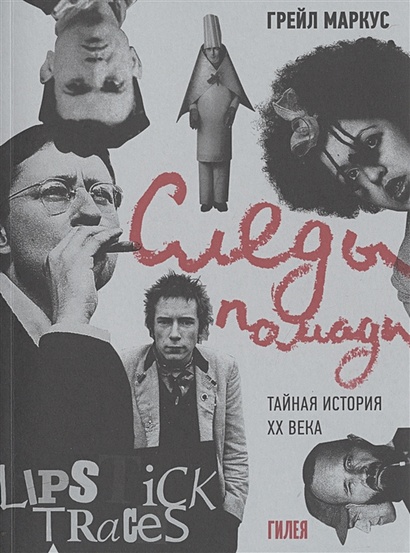 ГРЕЙЛ МАРКУС
Следы
помады
ТАЙНАЯ ИСТОРИЯ
XX ВЕКА
LIPSTICK
TRACES
ГИЛЕЯ